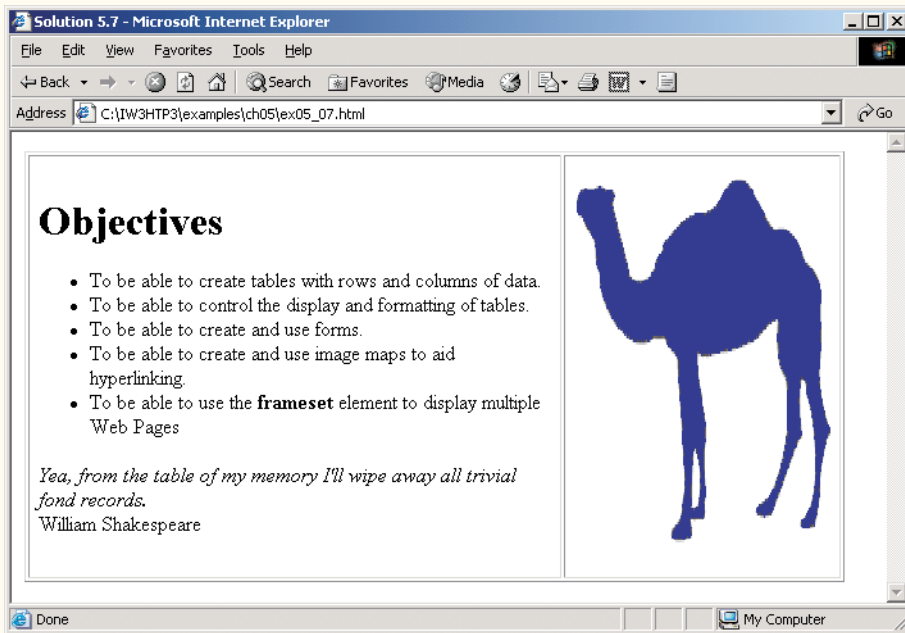 Solution 5.7 - Microsoft Internet Explorer
File Edit View Favorites Tools Help
Back Search Favorites Media
Address C:\IW3HTP3\examples\ch05\ex05_07.html Go
Objectives
• To be able to create tables with rows and columns of data.
• To be able to control the display and formatting of tables.
• To be able to create and use forms.
• To be able to create and use image maps to aid
hyperlinking.
• To be able to use the frameset element to display multiple
Web Pages
Yea, from the table of my memory I'll wipe away all trivial
fond records.
William Shakespeare
Done My Computer